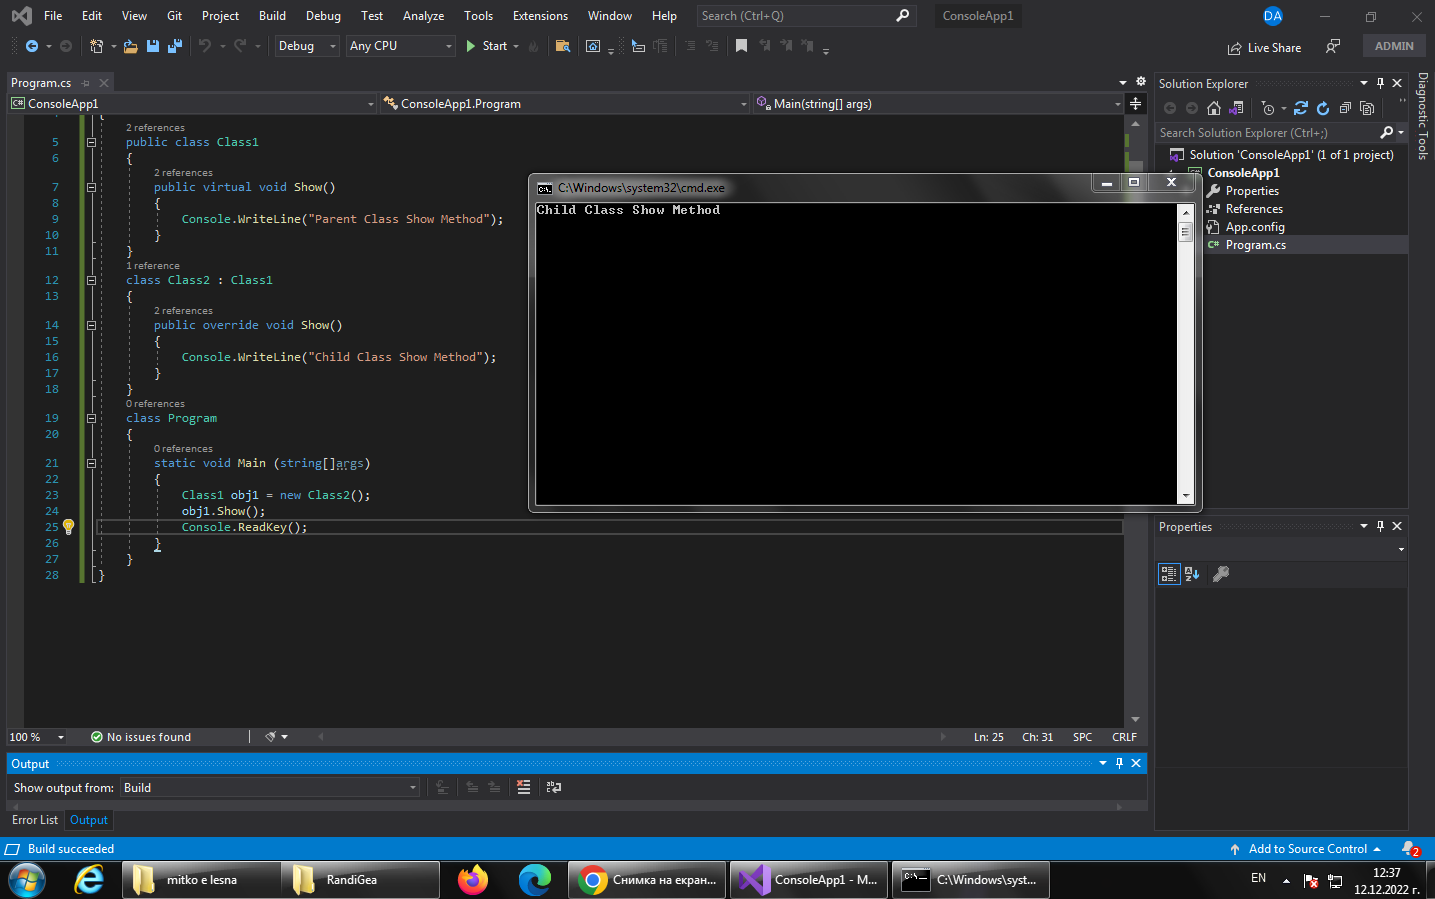 File Edit View Git Project Build Debug Test Analyze Tools Extensions Window Help Search (Ctrl+Q) ConsoleApp1 DA
Debug Any CPU Start Live Share ADMIN
Program.cs
ConsoleApp1 ConsoleApp1.Program Main(string[] args)
2 references
5 public class Class1
6 {
2 references
7 public virtual void Show()
8 {
9 Console.WriteLine("Parent Class Show Method");
10 }
11 }
1 reference
12 class Class2 : Class1
13 {
2 references
14 public override void Show()
15 {
16 Console.WriteLine("Child Class Show Method");
17 }
18 }
0 references
19 class Program
20 {
0 references
21 static void Main (string[]args)
22 {
23 Class1 obj1 = new Class2();
24 obj1.Show();
25 Console.ReadKey();
26 }
27 }
28 }
C:\Windows\system32\cmd.exe
Child Class Show Method
Solution Explorer
Search Solution Explorer (Ctrl+;)
Solution 'ConsoleApp1' (1 of 1 project)
ConsoleApp1
Properties
References
App.config
C# Program.cs
Diagnostic Tools
Properties
100 % No issues found Ln: 25 Ch: 31 SPC CRLF
Output
Show output from: Build
Error List Output
Build succeeded Add to Source Control 2
mitko e lesna RandiGea Снимка на екран... ConsoleApp1 - M... C:\Windows\syst... EN 12:37
12.12.2022 г.